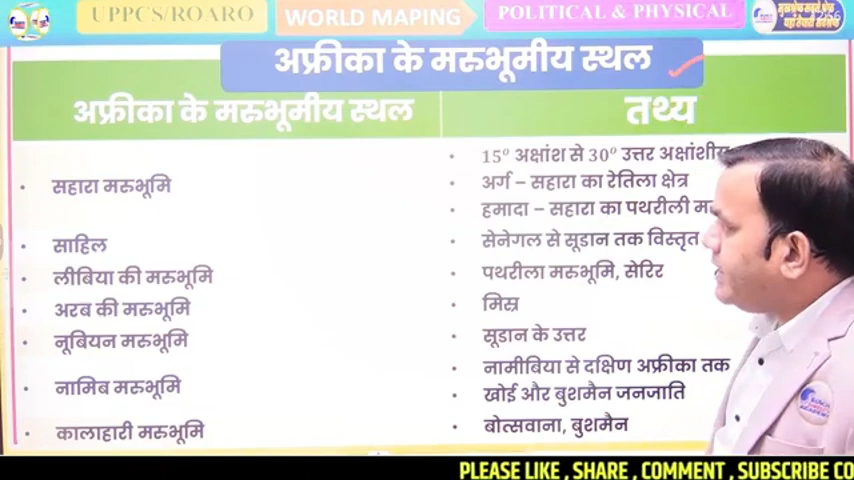 UPPCS/ROARO
WORLD MAPING
POLITICAL & PHYSICAL
अफ्रीका के मरुभूमीय स्थल
अफ्रीका के मरुभूमीय स्थल
तथ्य
• सहारा मरुभूमि
• 15° अक्षांश से 30° उत्तर अक्षांशीय
• अर्ग – सहारा का रेतिला क्षेत्र
• हमादा – सहारा का पथरीली
• साहिल
• सेनेगल से सूडान तक विस्तृत
• लीबिया की मरुभूमि
• पथरीला मरुभूमि, सेरिर
• अरब की मरुभूमि
• मिस्र
• नूबियन मरुभूमि
• सूडान के उत्तर
• नामिब मरुभूमि
• नामीबिया से दक्षिण अफ्रीका तक
• खोई और बुशमैन जनजाति
• कालाहारी मरुभूमि
• बोत्सवाना, बुशमैन
PLEASE LIKE , SHARE , COMMENT , SUBSCRIBE CO